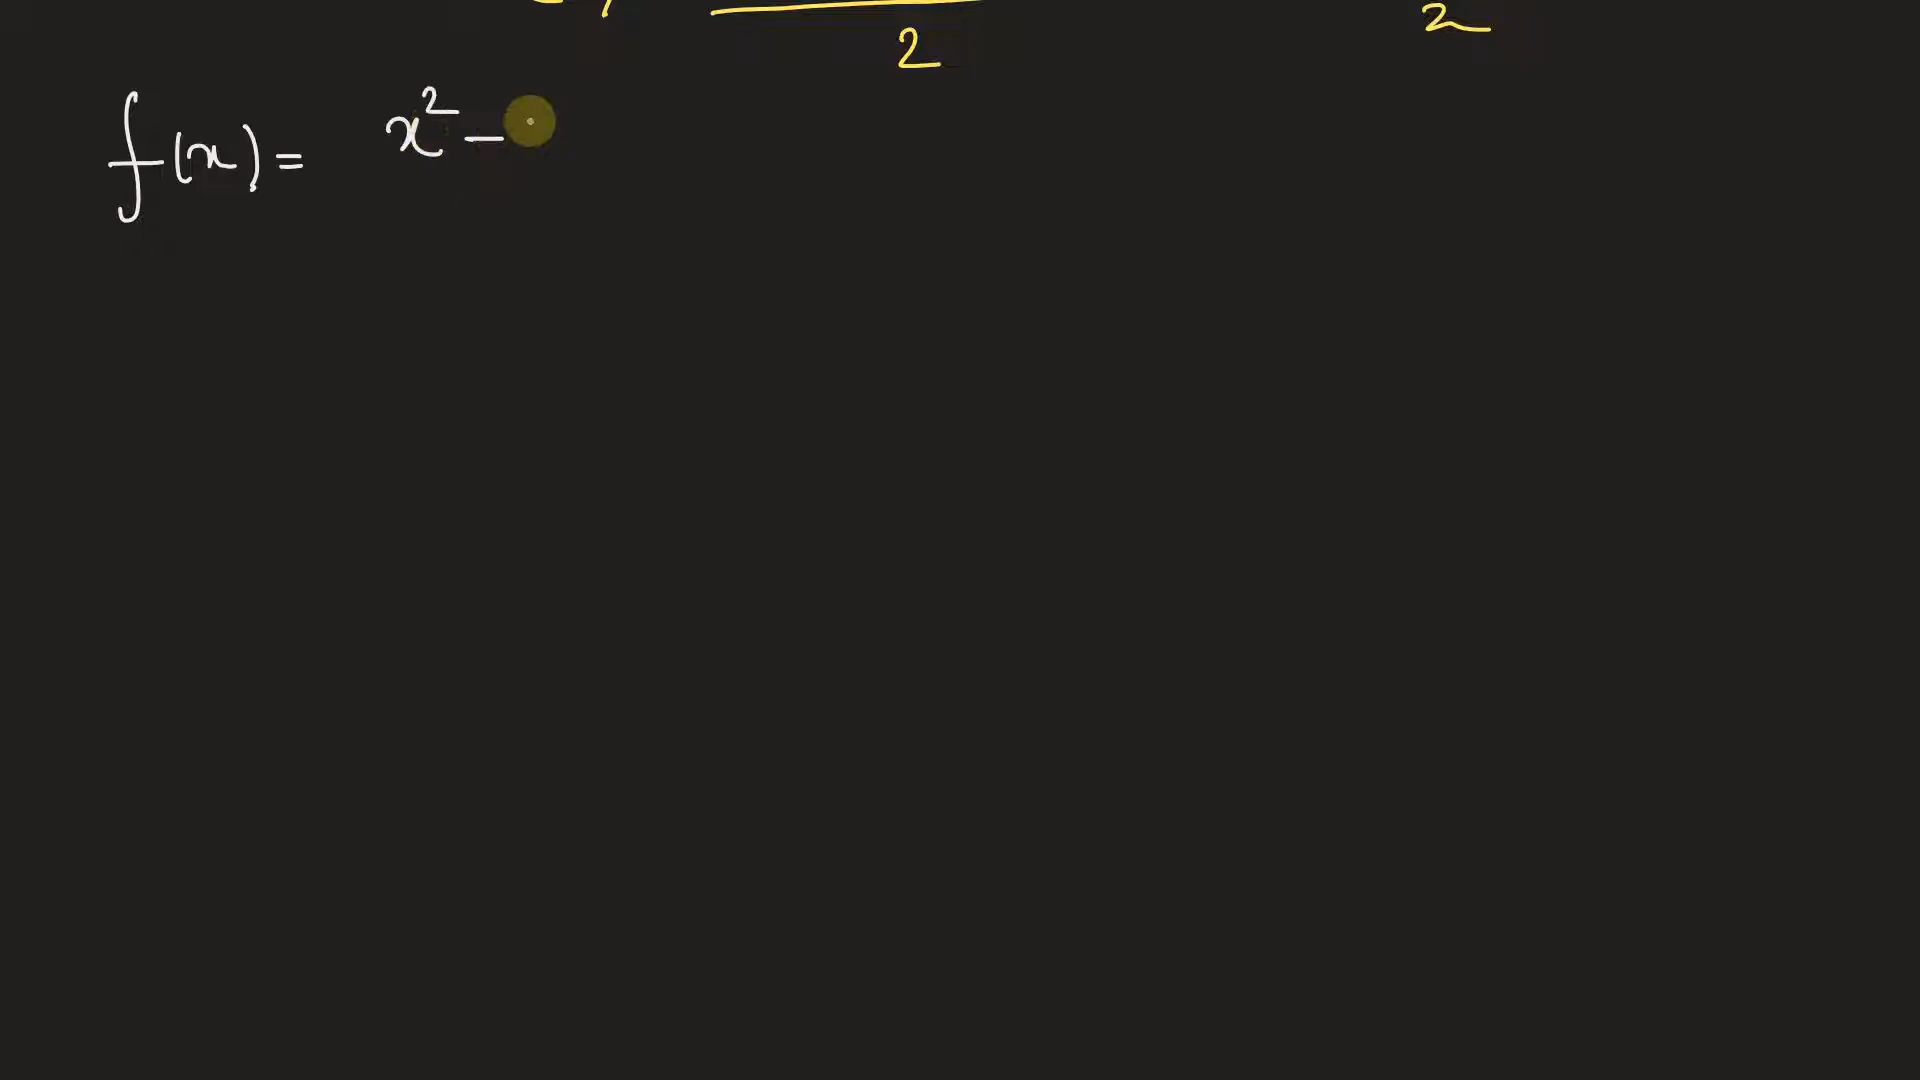 2 2
f(x) = x² -